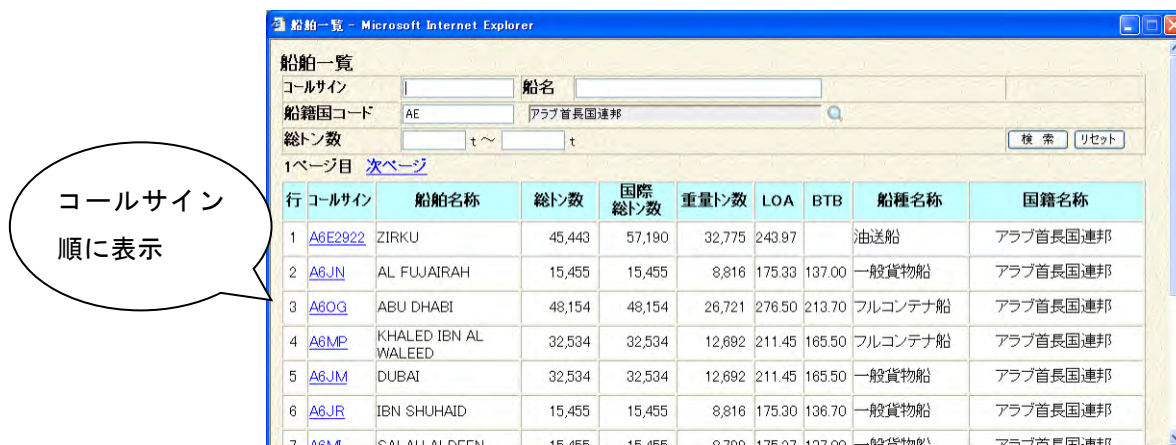 船舶一覧 - Microsoft Internet Explorer
船舶一覧
コールサイン 船名
船籍国コード AE アラブ首長国連邦
総トン数 t～ t 検 索 リセット
1ページ目 次ページ
行 コールサイン 船舶名称 総トン数 国際総トン数 重量トン数 LOA BTB 船種名称 国籍名称
1 A6E2922 ZIRKU 45,443 57,190 32,775 243.97 油送船 アラブ首長国連邦
2 A6JN AL FUJAIRAH 15,455 15,455 8,816 175.33 137.00 一般貨物船 アラブ首長国連邦
3 A6OG ABU DHABI 48,154 48,154 26,721 276.50 213.70 フルコンテナ船 アラブ首長国連邦
4 A6MP KHALED IBN AL WALEED 32,534 32,534 12,692 211.45 165.50 フルコンテナ船 アラブ首長国連邦
5 A6JM DUBAI 32,534 32,534 12,692 211.45 165.50 一般貨物船 アラブ首長国連邦
6 A6JR IBN SHUHAID 15,455 15,455 8,816 175.30 136.70 一般貨物船 アラブ首長国連邦
コールサイン
順に表示